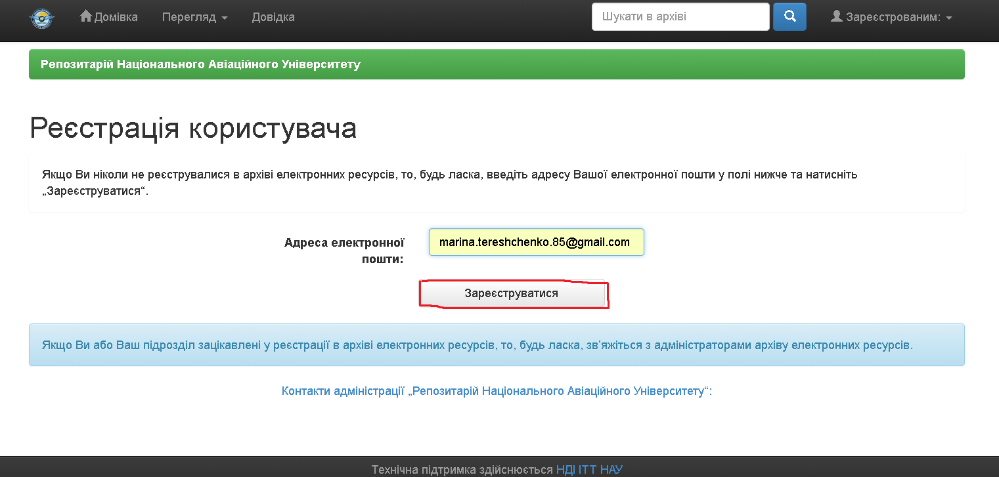 Домівка Перегляд Довідка Шукати в архіві Зареєстрованим:
Репозитарій Національного Авіаційного Університету
Реєстрація користувача
Якщо Ви ніколи не реєструвалися в архіві електронних ресурсів, то, будь ласка, введіть адресу Вашої електронної пошти у полі нижче та натисніть
„Зареєструватися“.
Адреса електронної
пошти:
marina.tereshchenko.85@gmail.com
Зареєструватися
Якщо Ви або Ваш підрозділ зацікавлені у реєстрації в архіві електронних ресурсів, то, будь ласка, зв’яжіться з адміністраторами архіву електронних ресурсів.
Контакти адміністрації „Репозитарій Національного Авіаційного Університету“:
Технічна підтримка здійснюється НДІ ІТТ НАУ